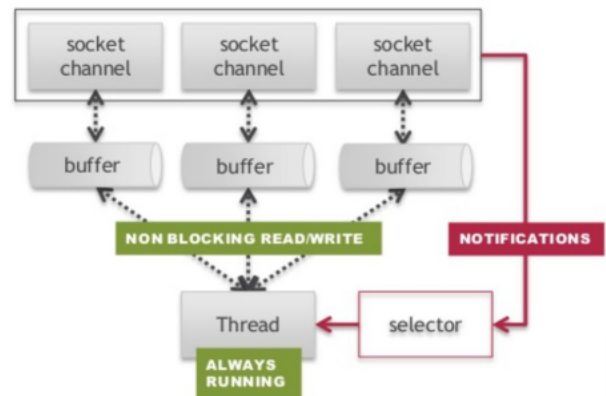 socket
channel
socket
channel
socket
channel
buffer
buffer
buffer
NON BLOCKING READ/WRITE
NOTIFICATIONS
Thread
selector
ALWAYS
RUNNING